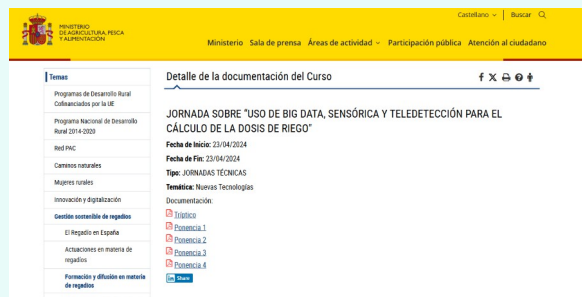 Castellano
Buscar
MINISTERIO
DE AGRICULTURA, PESCA
Y ALIMENTACIÓN
Ministerio Sala de prensa Áreas de actividad Participación pública Atención al ciudadano
Temas
Programas de Desarrollo Rural
Cofinanciados por la UE
Programa Nacional de Desarrollo
Rural 2014-2020
Red PAC
Caminos naturales
Mujeres rurales
Innovación y digitalización
Gestión sostenible de regadíos
El Regadío en España
Actuaciones en materia de
regadíos
Formación y difusión en materia
de regadíos
Detalle de la documentación del Curso
JORNADA SOBRE "USO DE BIG DATA, SENSÓRICA Y TELEDETECCIÓN PARA EL
CÁLCULO DE LA DOSIS DE RIEGO"
Fecha de Inicio: 23/04/2024
Fecha de Fin: 23/04/2024
Tipo: JORNADAS TÉCNICAS
Temática: Nuevas Tecnologías
Documentación:
Tríptico
Ponencia 1
Ponencia 2
Ponencia 3
Ponencia 4
in Share